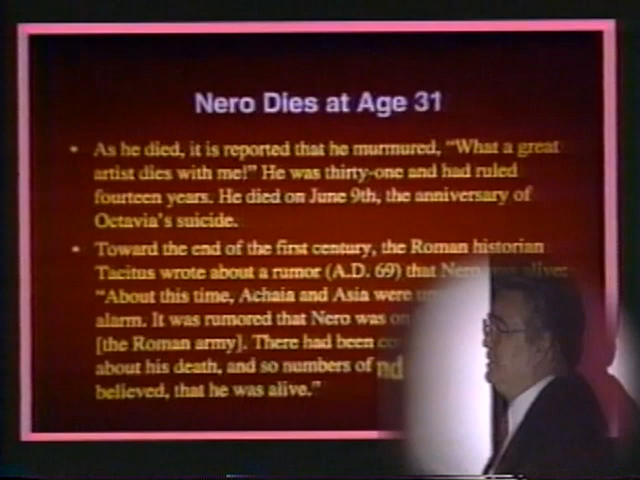 Nero Dies at Age 31
• As he died, it is reported that he murmured, “What a great
artist dies with me!” He was thirty-one and had ruled
fourteen years. He died on June 9th, the anniversary of
Octavia’s suicide.
• Toward the end of the first century, the Roman historian
Tacitus wrote about a rumor (A.D. 69) that Nero was alive:
“About this time, Achaia and Asia were
alarm. It was rumored that Nero was
[the Roman army]. There had been
about his death, and so numbers of nd
believed, that he was alive.”